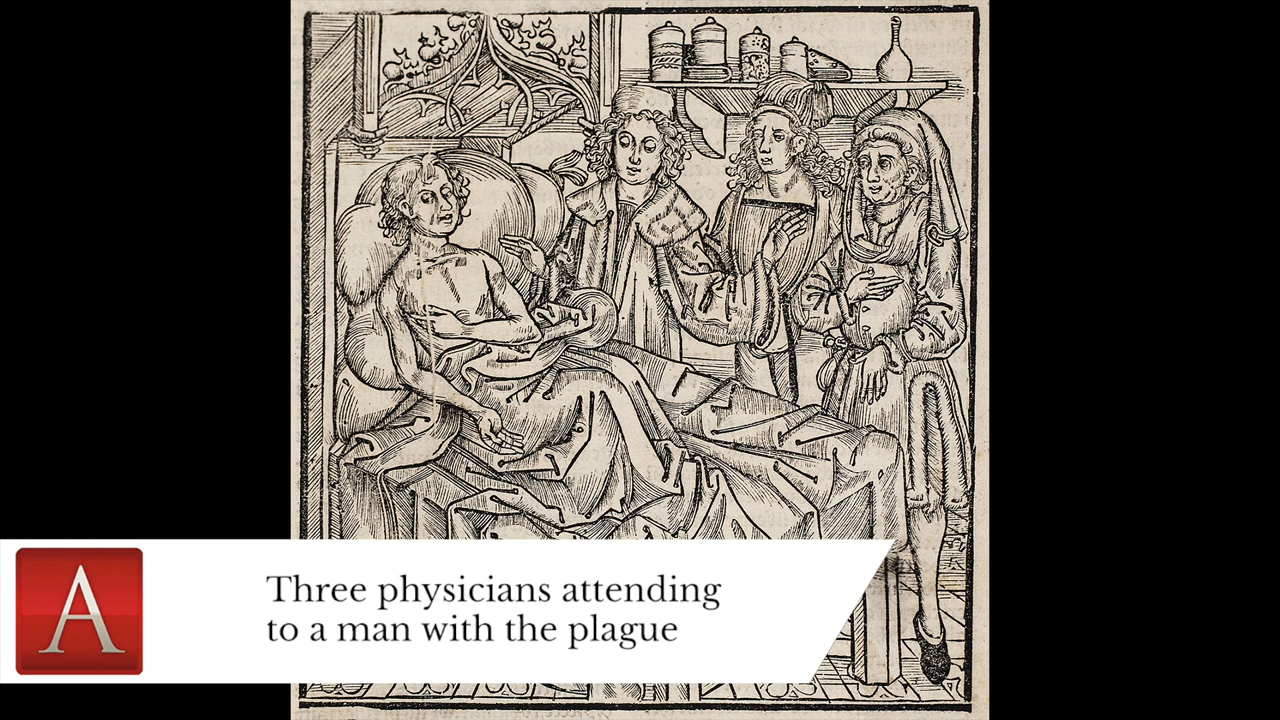 A
Three physicians attending
to a man with the plague